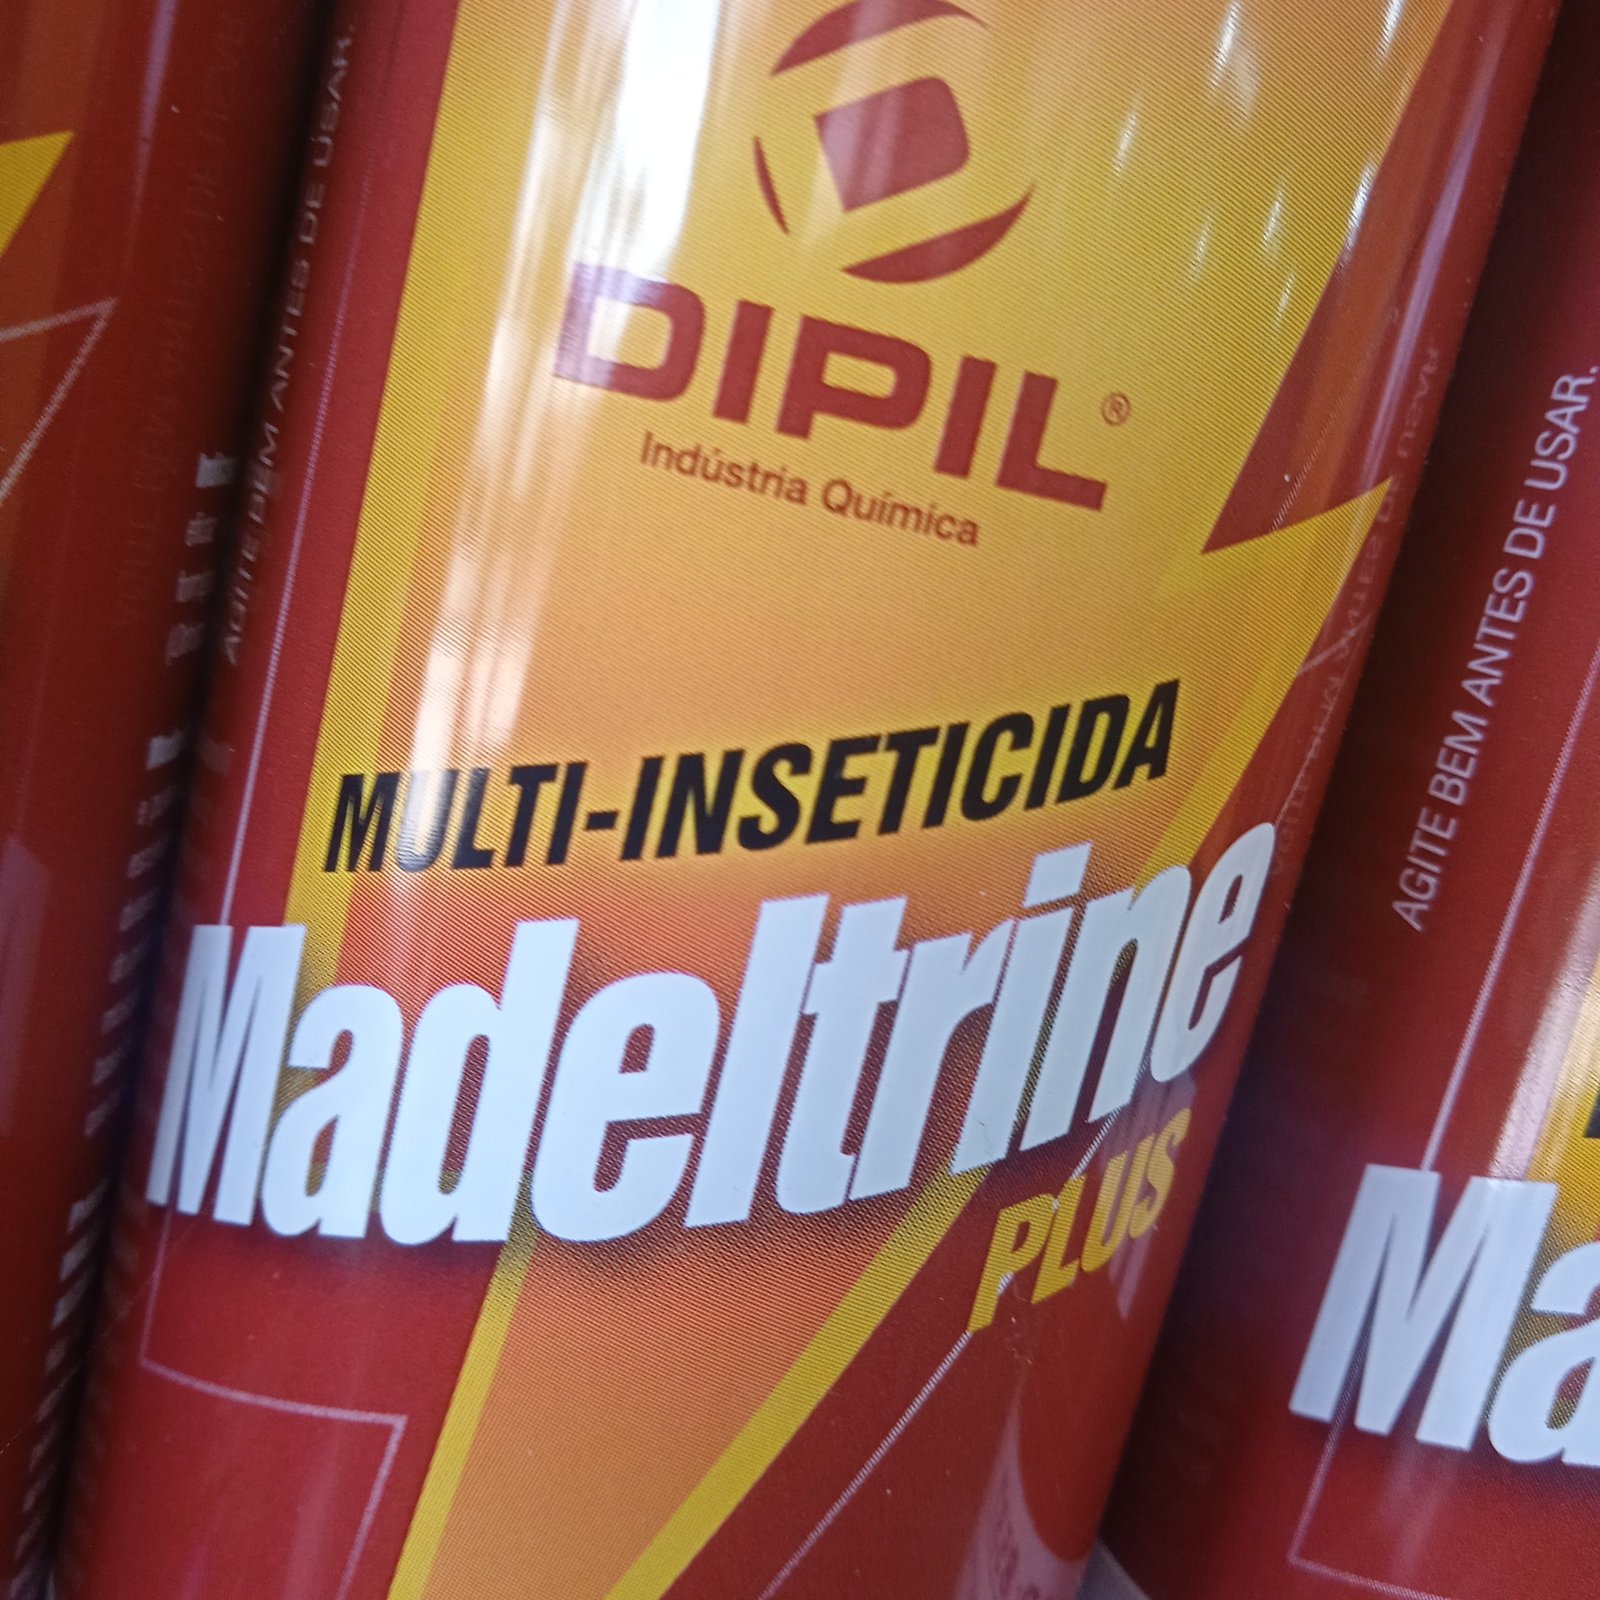 DIPIL®
Indústria Química
MULTI-INSETICIDA
Madeltrine
PLUS
AGITE BEM ANTES DE USAR.
AGITE BEM ANTES DE USAR.
Ma